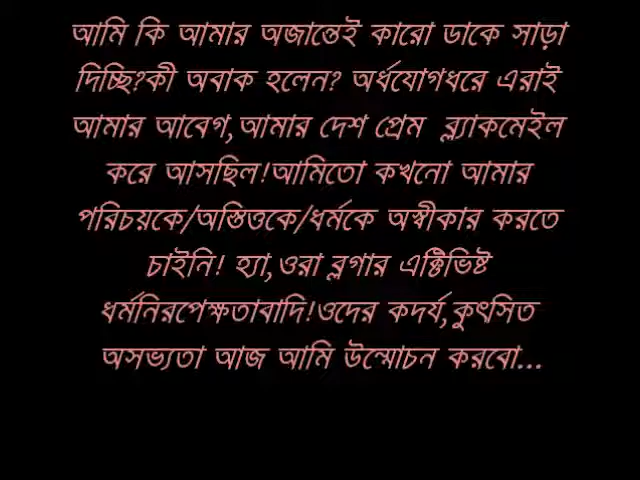 আমি কি আমার অজান্তেই কারো ডাকে সাড়া
দিচ্ছি?কী অবাক হলেন? অর্ধযোগধরে এরাই
আমার আবেগ,আমার দেশ প্রেম ব্ল্যাকমেইল
করে আসছিল!আমিতো কখনো আমার
পরিচয়কে/অস্তিত্তকে/ধর্মকে অস্বীকার করতে
চাইনি! হ্যা,ওরা ব্লগার এক্টিভিষ্ট
ধর্মনিরপেক্ষতাবাদি!ওদের কদর্য,কুৎসিত
অসভ্যতা আজ আমি উন্মোচন করবো...